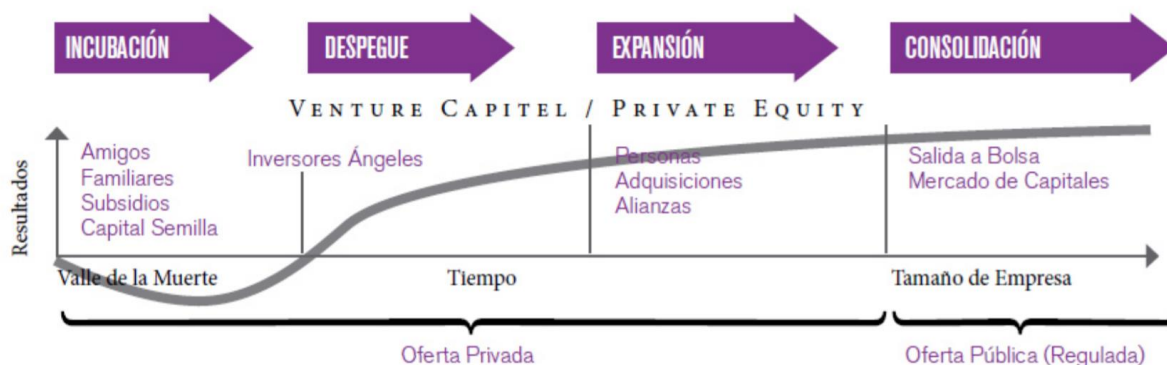 INCUBACIÓN
DESPEGUE
EXPANSIÓN
CONSOLIDACIÓN
VENTURE CAPITEL / PRIVATE EQUITY
Resultados
Amigos
Familiares
Subsidios
Capital Semilla
Inversores Ángeles
Personas
Adquisiciones
Alianzas
Salida a Bolsa
Mercado de Capitales
Valle de la Muerte
Tiempo
Tamaño de Empresa
Oferta Privada
Oferta Pública (Regulada)